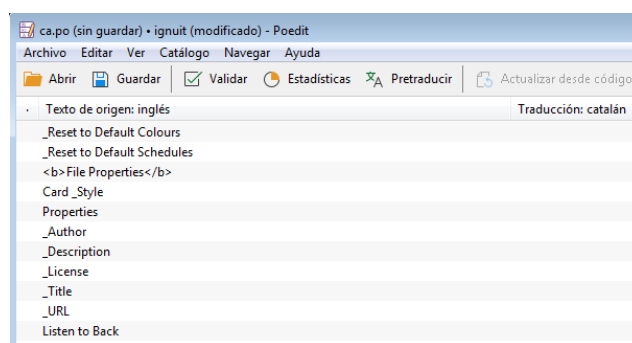 ca.po (sin guardar) • ignuit (modificado) - Poedit
Archivo Editar Ver Catálogo Navegar Ayuda
Abrir Guardar Validar Estadísticas Pretraducir Actualizar desde código
Texto de origen: inglés Traducción: catalán
_Reset to Default Colours
_Reset to Default Schedules
<b>File Properties</b>
Card _Style
Properties
_Author
_Description
_License
_Title
_URL
Listen to Back